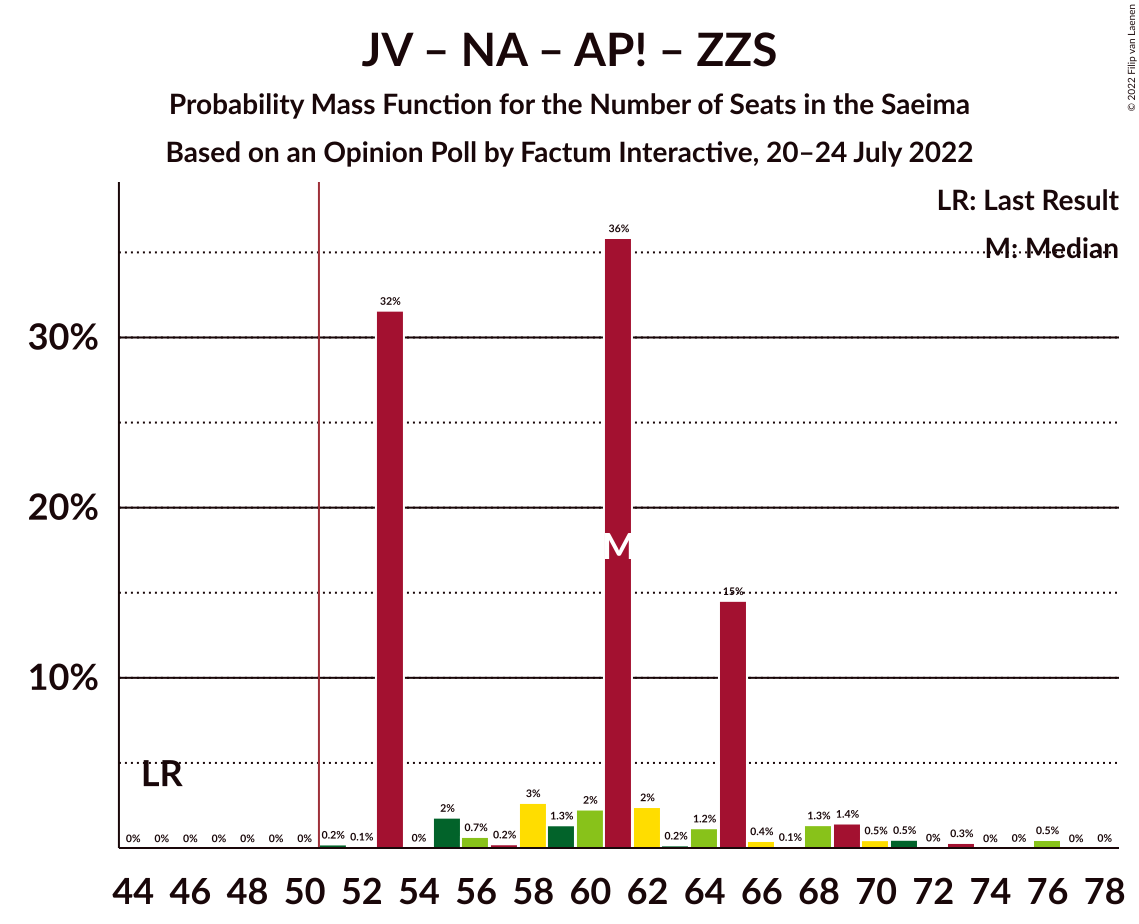 JV – NA – AP! – ZZS
Probability Mass Function for the Number of Seats in the Saeima
Based on an Opinion Poll by Factum Interactive, 20–24 July 2022
© 2022 Filip van Laenen
LR: Last Result
M: Median
36%
32%
30%
20%
M
15%
10%
LR
0% 0% 0% 0% 0% 0% 0% 0.2% 0.1% 0% 2% 0.7% 0.2% 3% 1.3% 2% 2% 0.2% 1.2% 0.4% 0.1% 1.3% 1.4% 0.5% 0.5% 0% 0.3% 0% 0% 0.5% 0% 0%
44 46 48 50 52 54 56 58 60 62 64 66 68 70 72 74 76 78